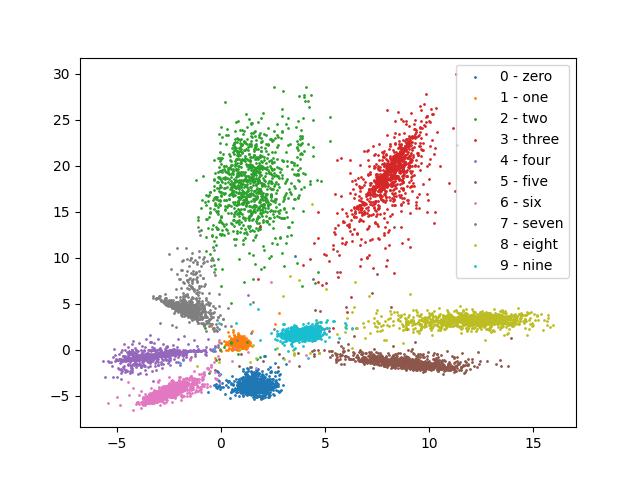 30
25
20
15
10
5
0
−5
−5
0
5
10
15
0 - zero
1 - one
2 - two
3 - three
4 - four
5 - five
6 - six
7 - seven
8 - eight
9 - nine